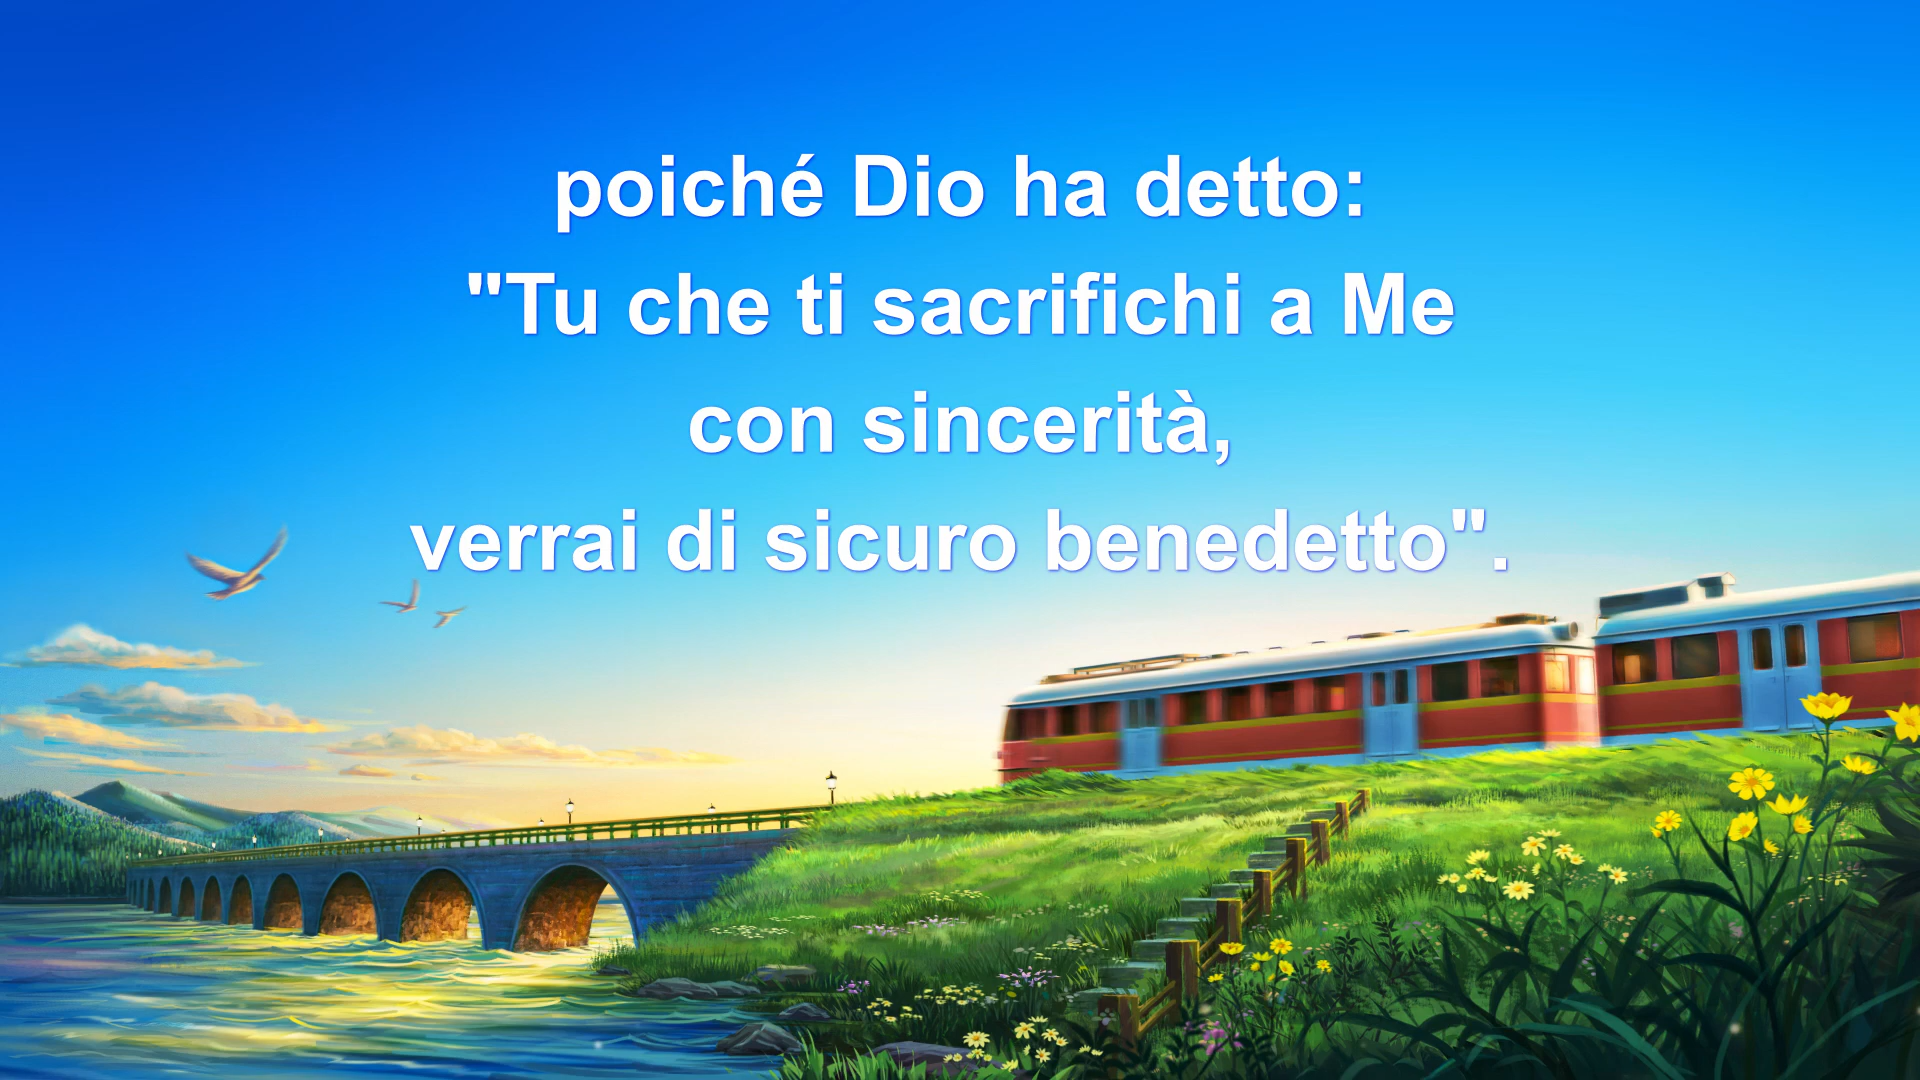 poiché Dio ha detto:
"Tu che ti sacrifichi a Me
con sincerità,
verrai di sicuro benedetto".